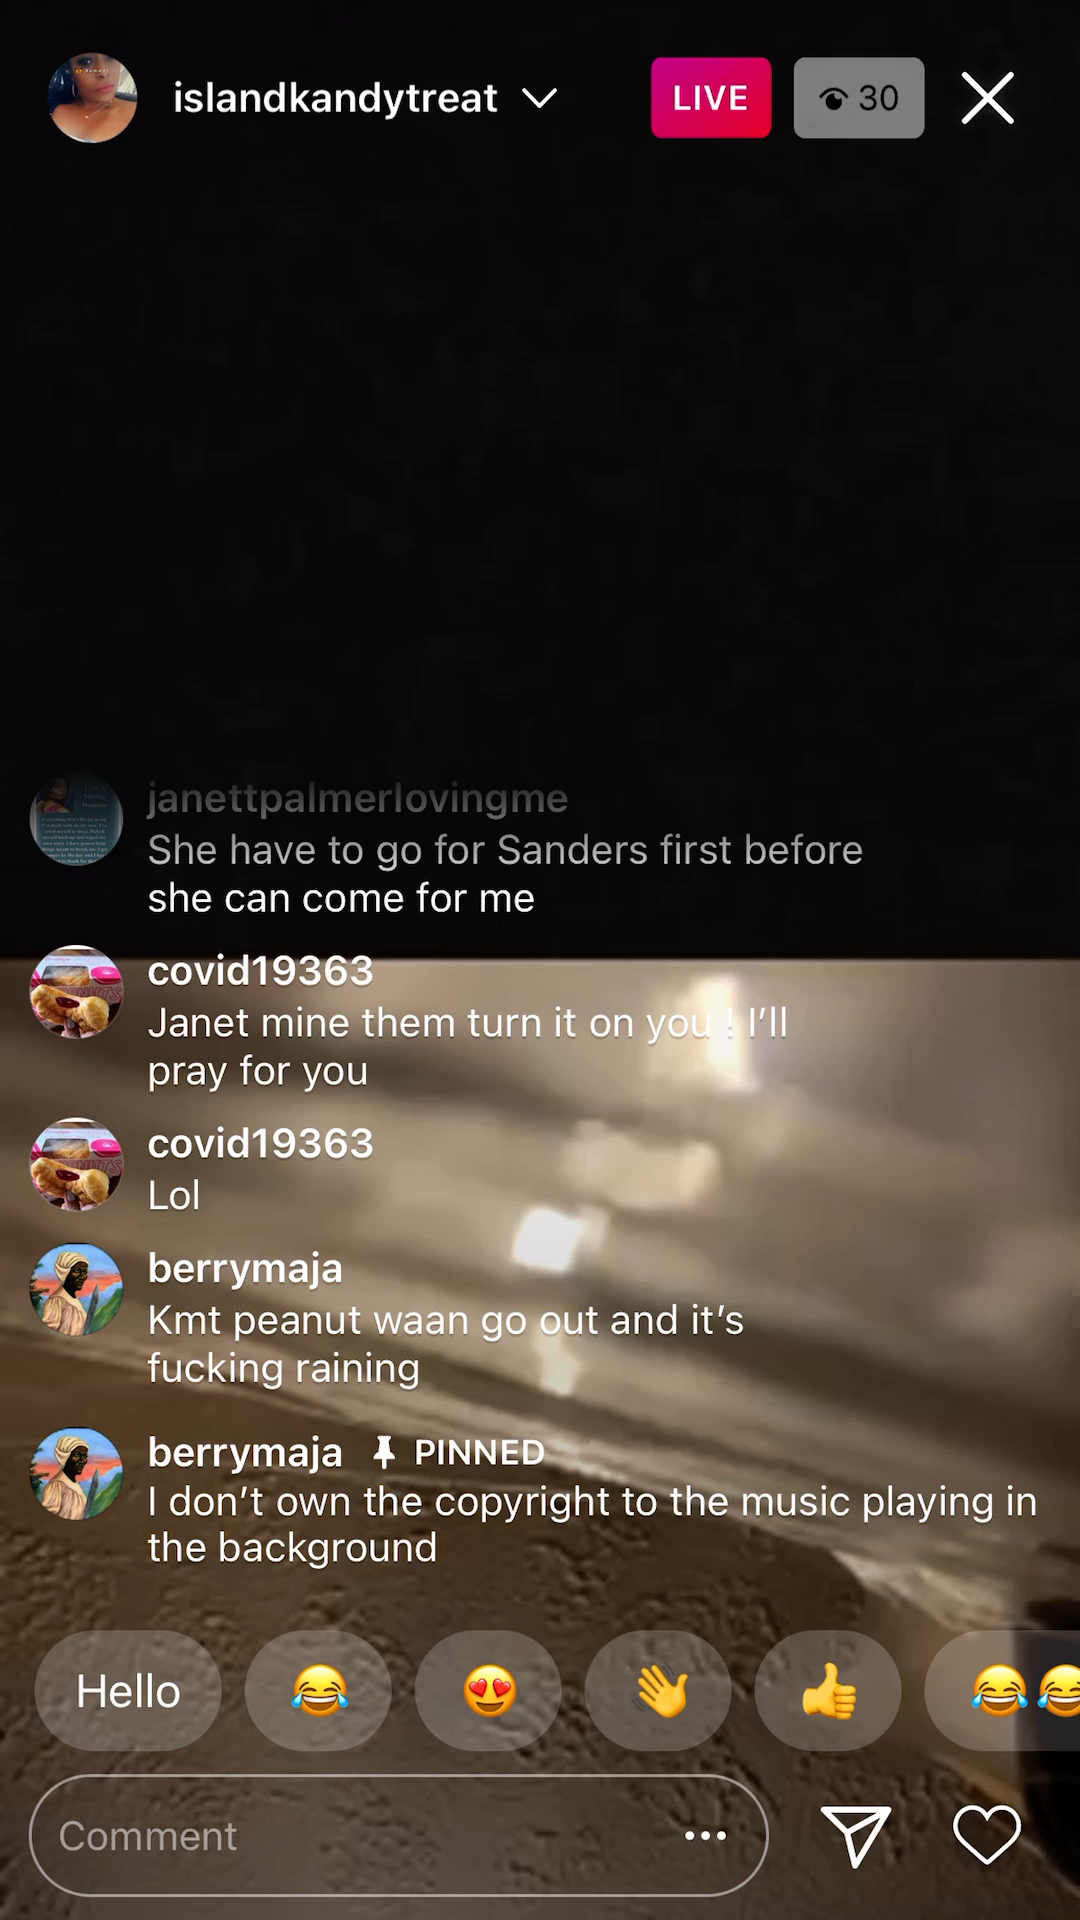 islandkandytreat
LIVE
30
janettpalmerlovingme
She have to go for Sanders first before
she can come for me
covid19363
Janet mine them turn it on you ! I’ll
pray for you
covid19363
Lol
berrymaja
Kmt peanut waan go out and it’s
fucking raining
berrymaja PINNED
I don’t own the copyright to the music playing in
the background
Hello 😂 😍 👋 👍 😂😂
Comment